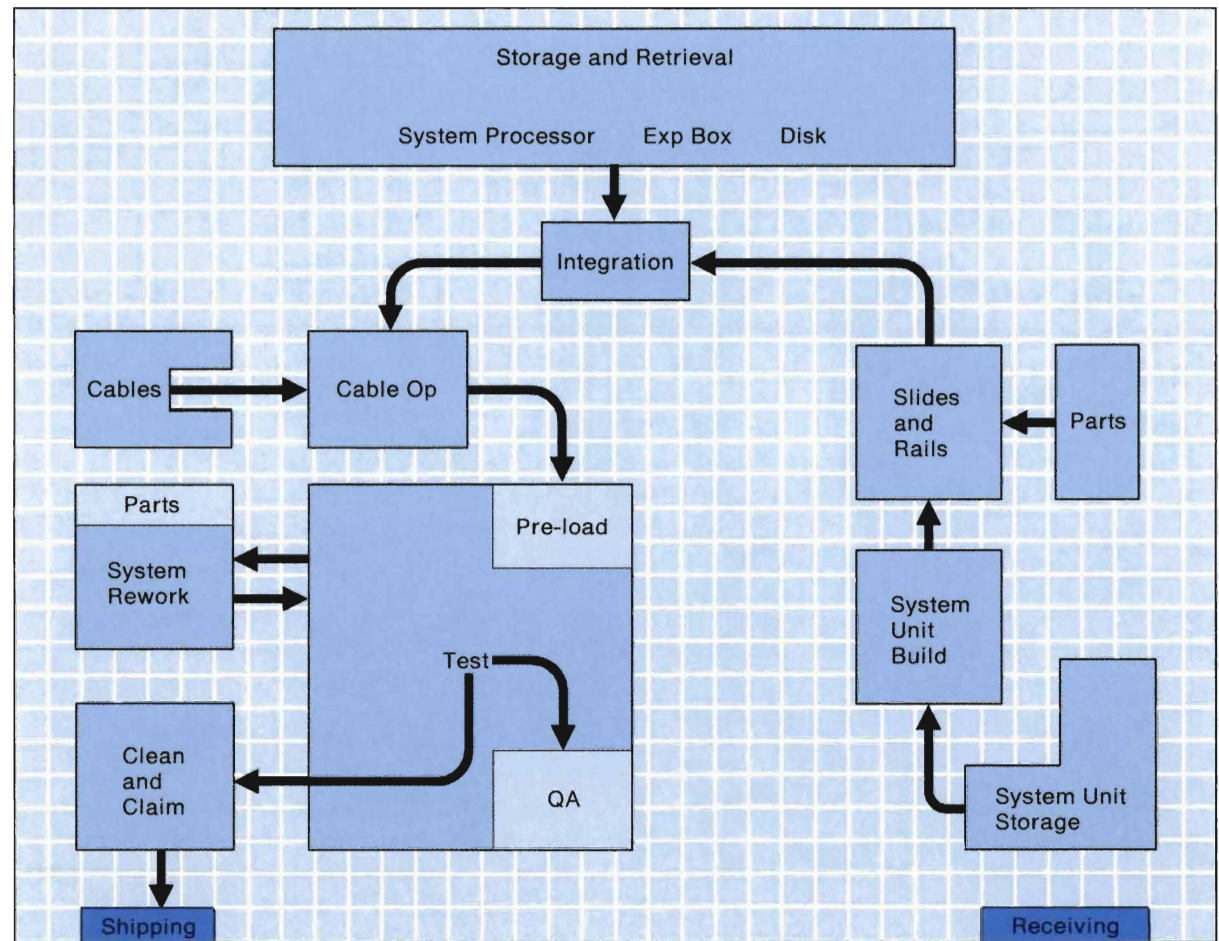 Storage and Retrieval
System Processor Exp Box Disk
Integration
Cables
Cable Op
Slides
and
Rails
Parts
Parts
System
Rework
Pre-load
System
Unit
Build
Test
Clean
and
Claim
QA
System Unit
Storage
Shipping
Receiving